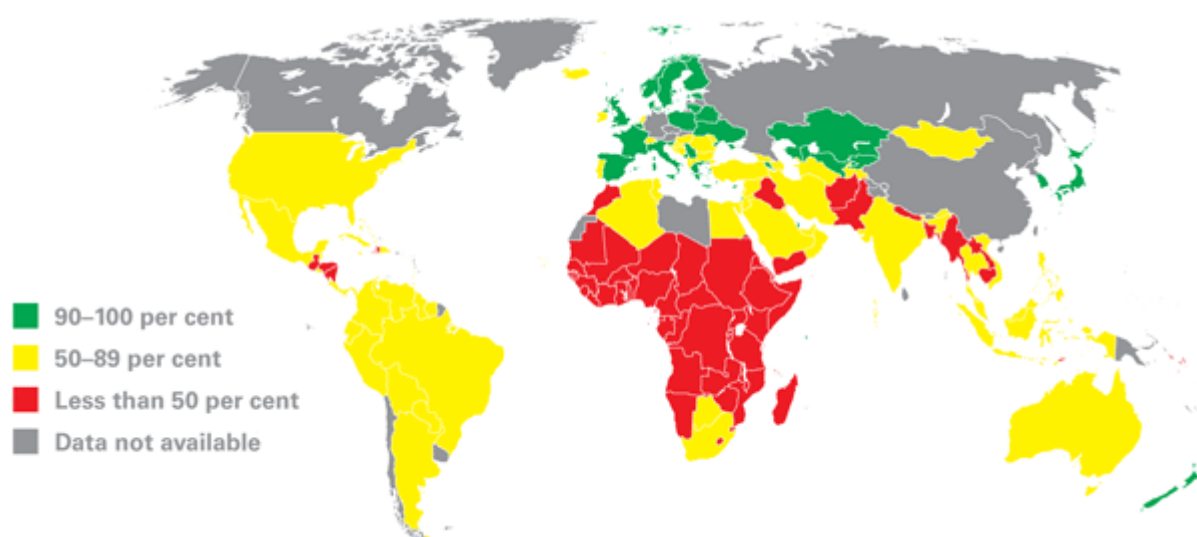 90–100 per cent
50–89 per cent
Less than 50 per cent
Data not available